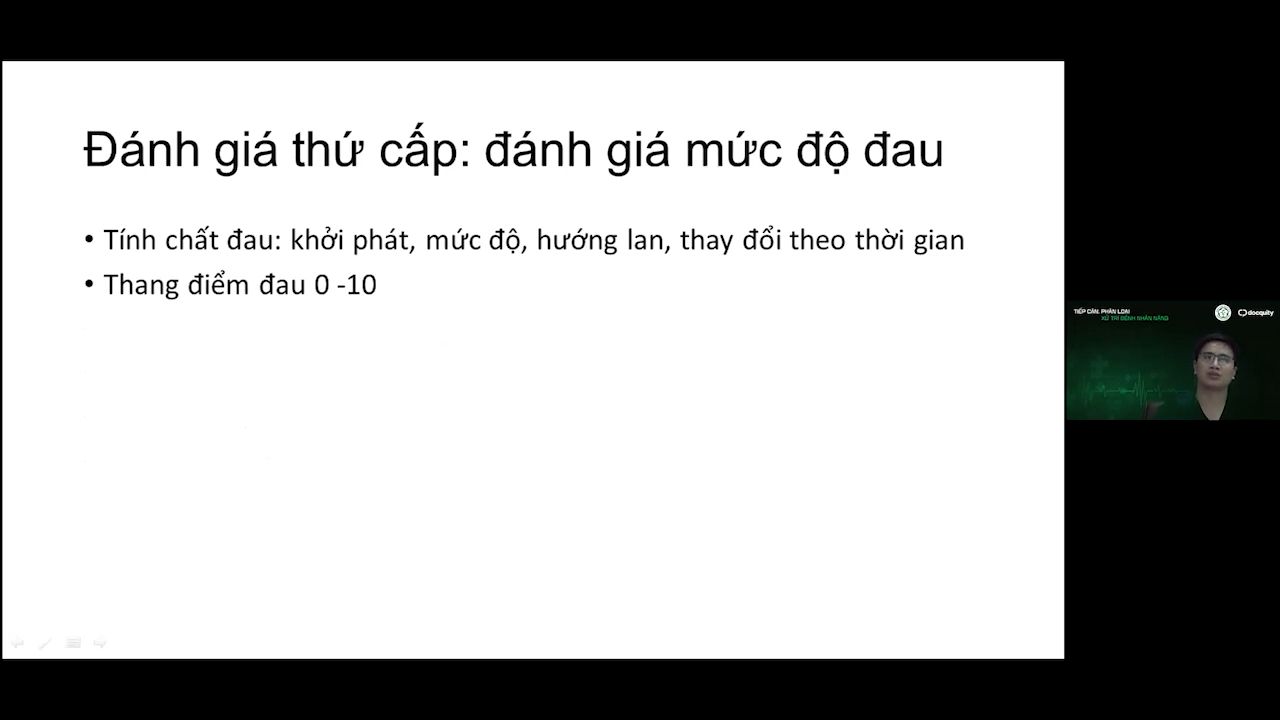 Đánh giá thứ cấp: đánh giá mức độ đau
• Tính chất đau: khởi phát, mức độ, hướng lan, thay đổi theo thời gian
• Thang điểm đau 0 -10
TIẾP CẬN, PHÂN LOẠI
XỬ TRÍ BỆNH NHÂN NẶNG
docquity